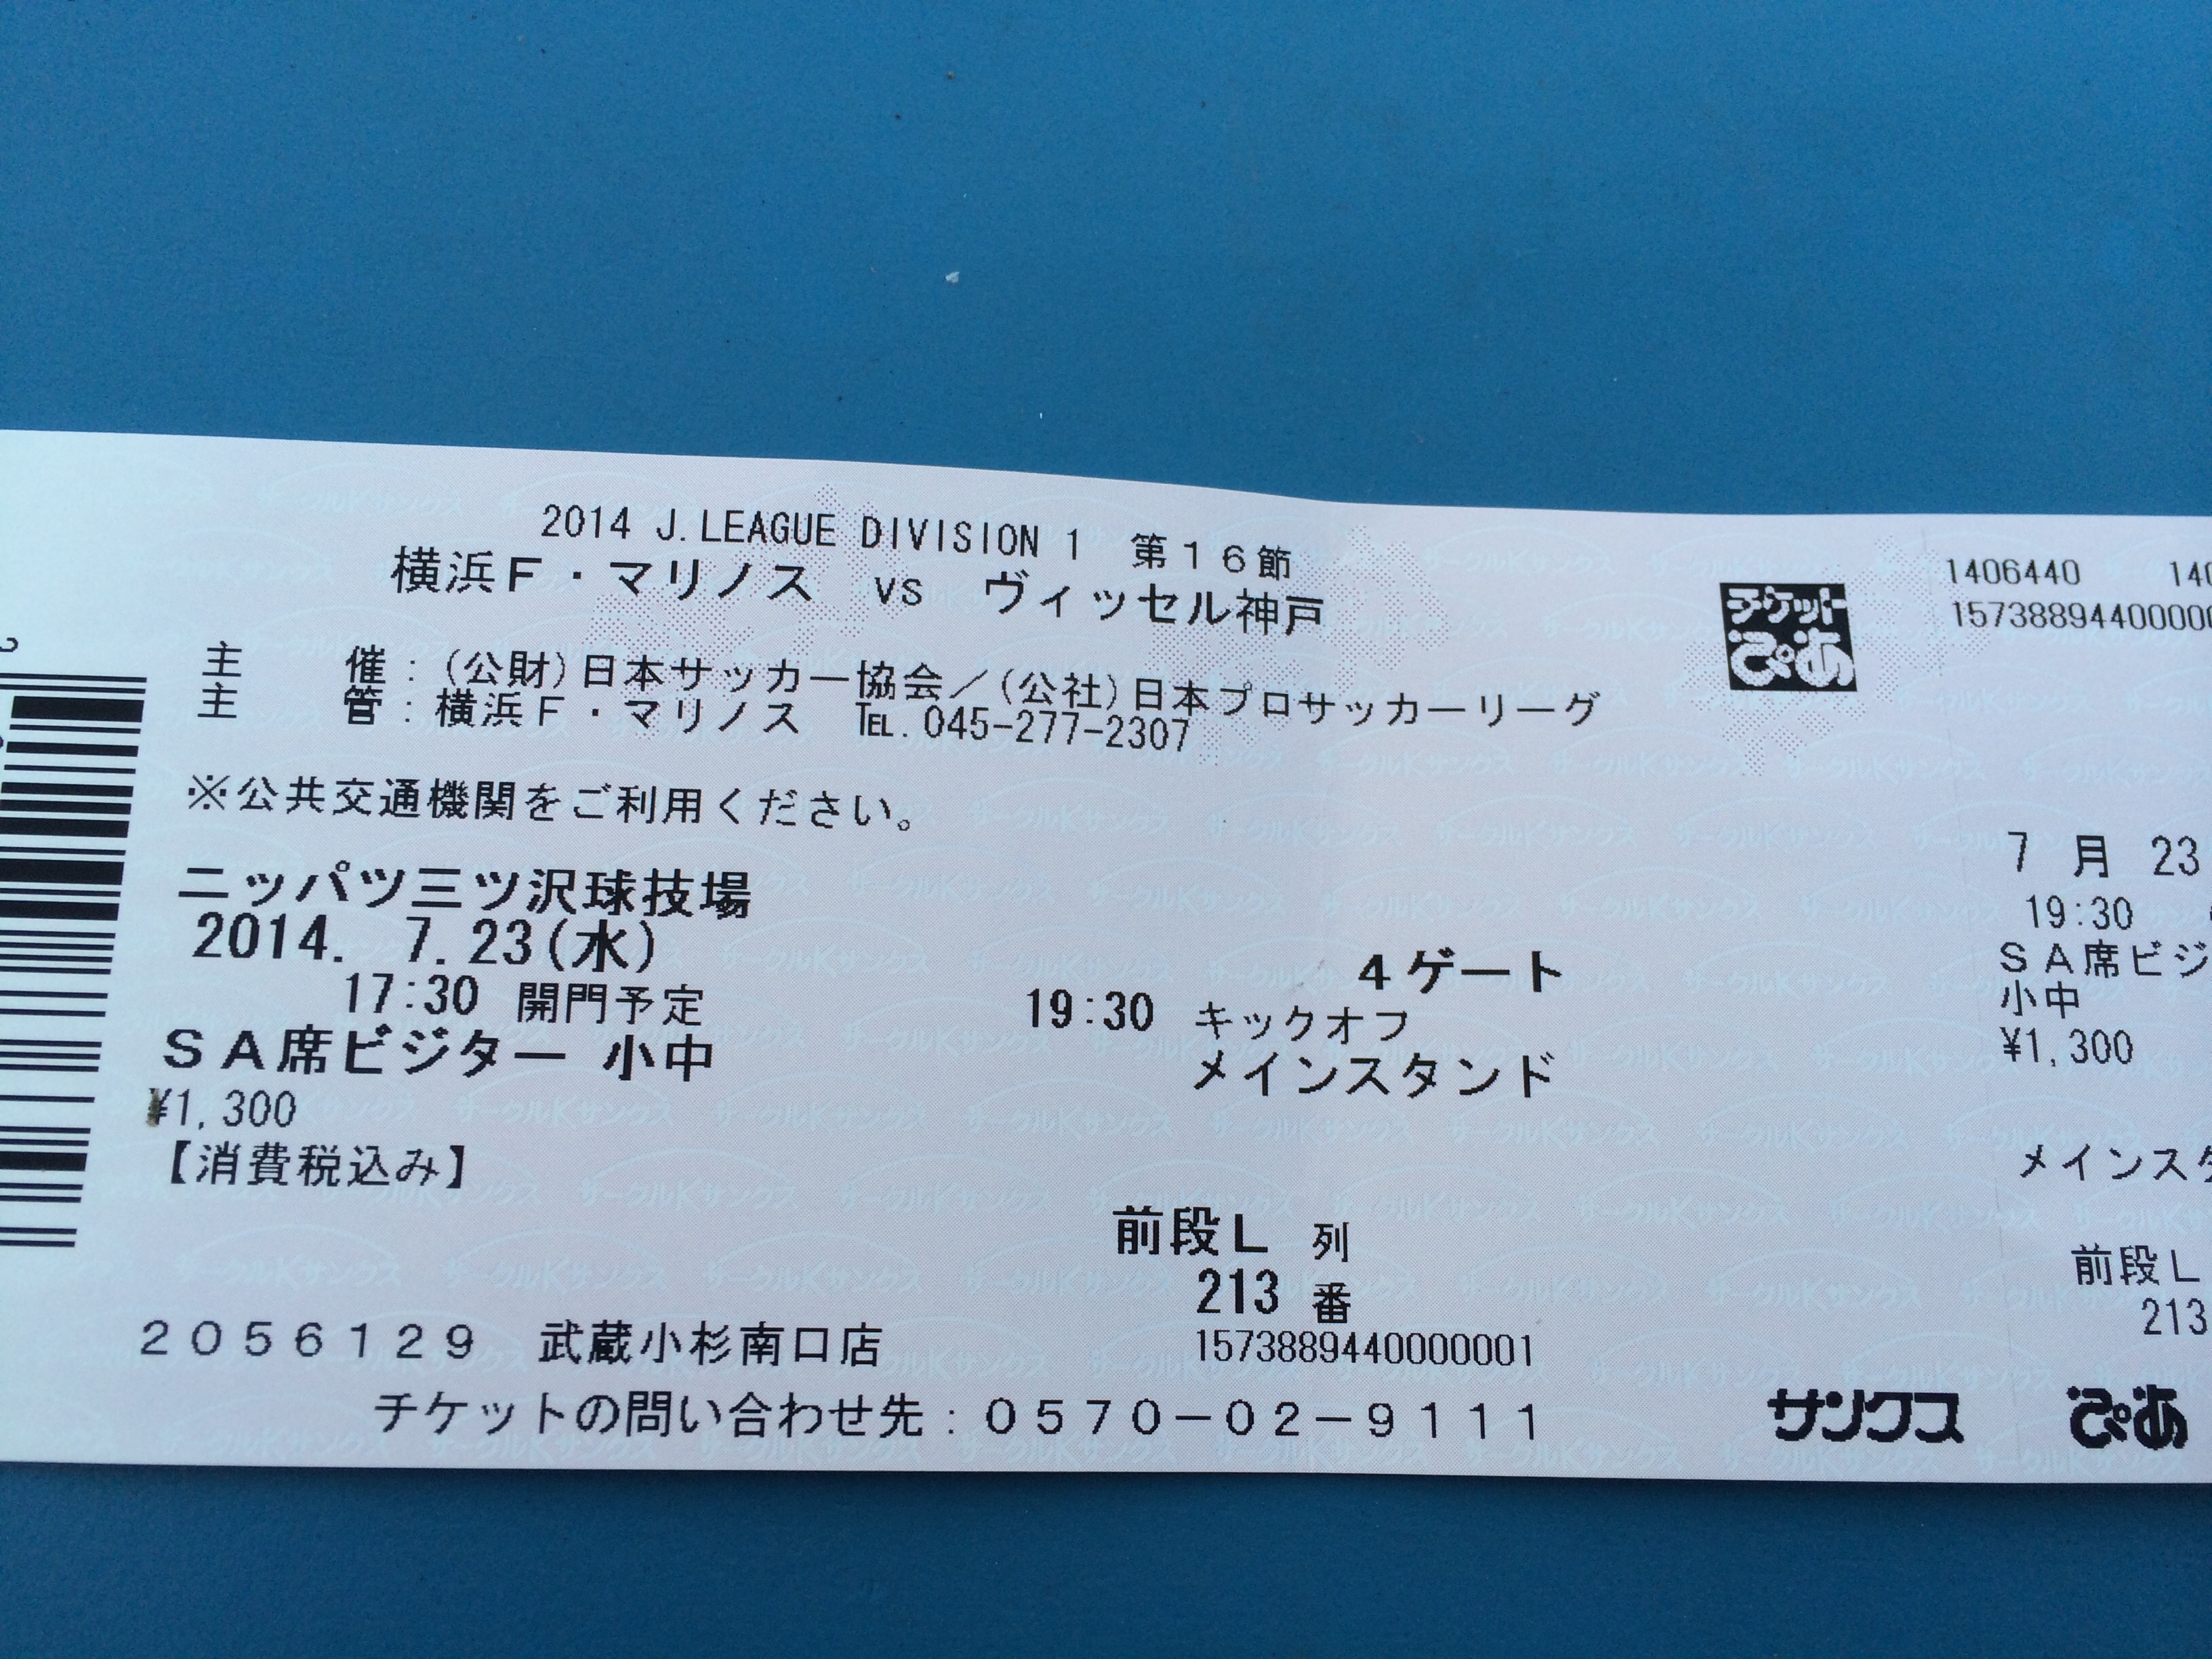 2014 J.LEAGUE DIVISION 1 第16節
横浜F・マリノス vs ヴィッセル神戸
主 催：(公財)日本サッカー協会／(公社)日本プロサッカーリーグ
主 管：横浜F・マリノス ℡.045-277-2307
※公共交通機関をご利用ください。
ニッパツ三ツ沢球技場
2014. 7.23(水)
4ゲート
17:30 開門予定 19:30 キックオフ
SA席ビジター 小中 メインスタンド
¥1,300
【消費税込み】
前段L 列
213 番
2056129 武蔵小杉南口店 1573889440000001
チケットの問い合わせ先：0570-02-9111
チケット
ぴあ
サンクス ぴあ
1406440
7 月 23
19:30
SA席ビジ
小中
¥1,300
メインス
前段L
213